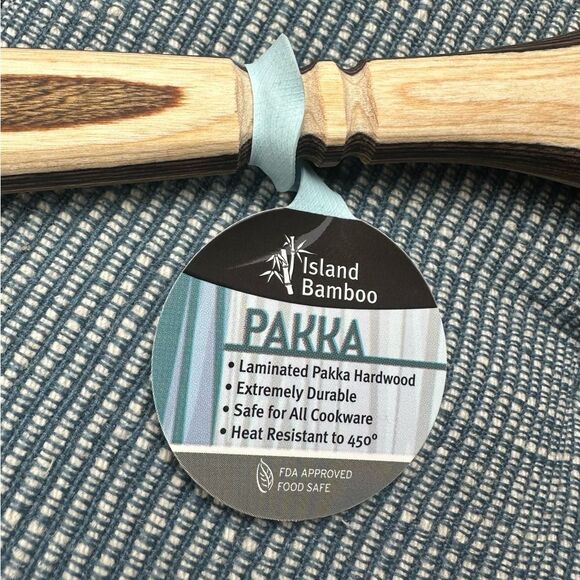 Island
Bamboo
PAKKA
• Laminated Pakka Hardwood
• Extremely Durable
• Safe for All Cookware
• Heat Resistant to 450°
FDA APPROVED
FOOD SAFE